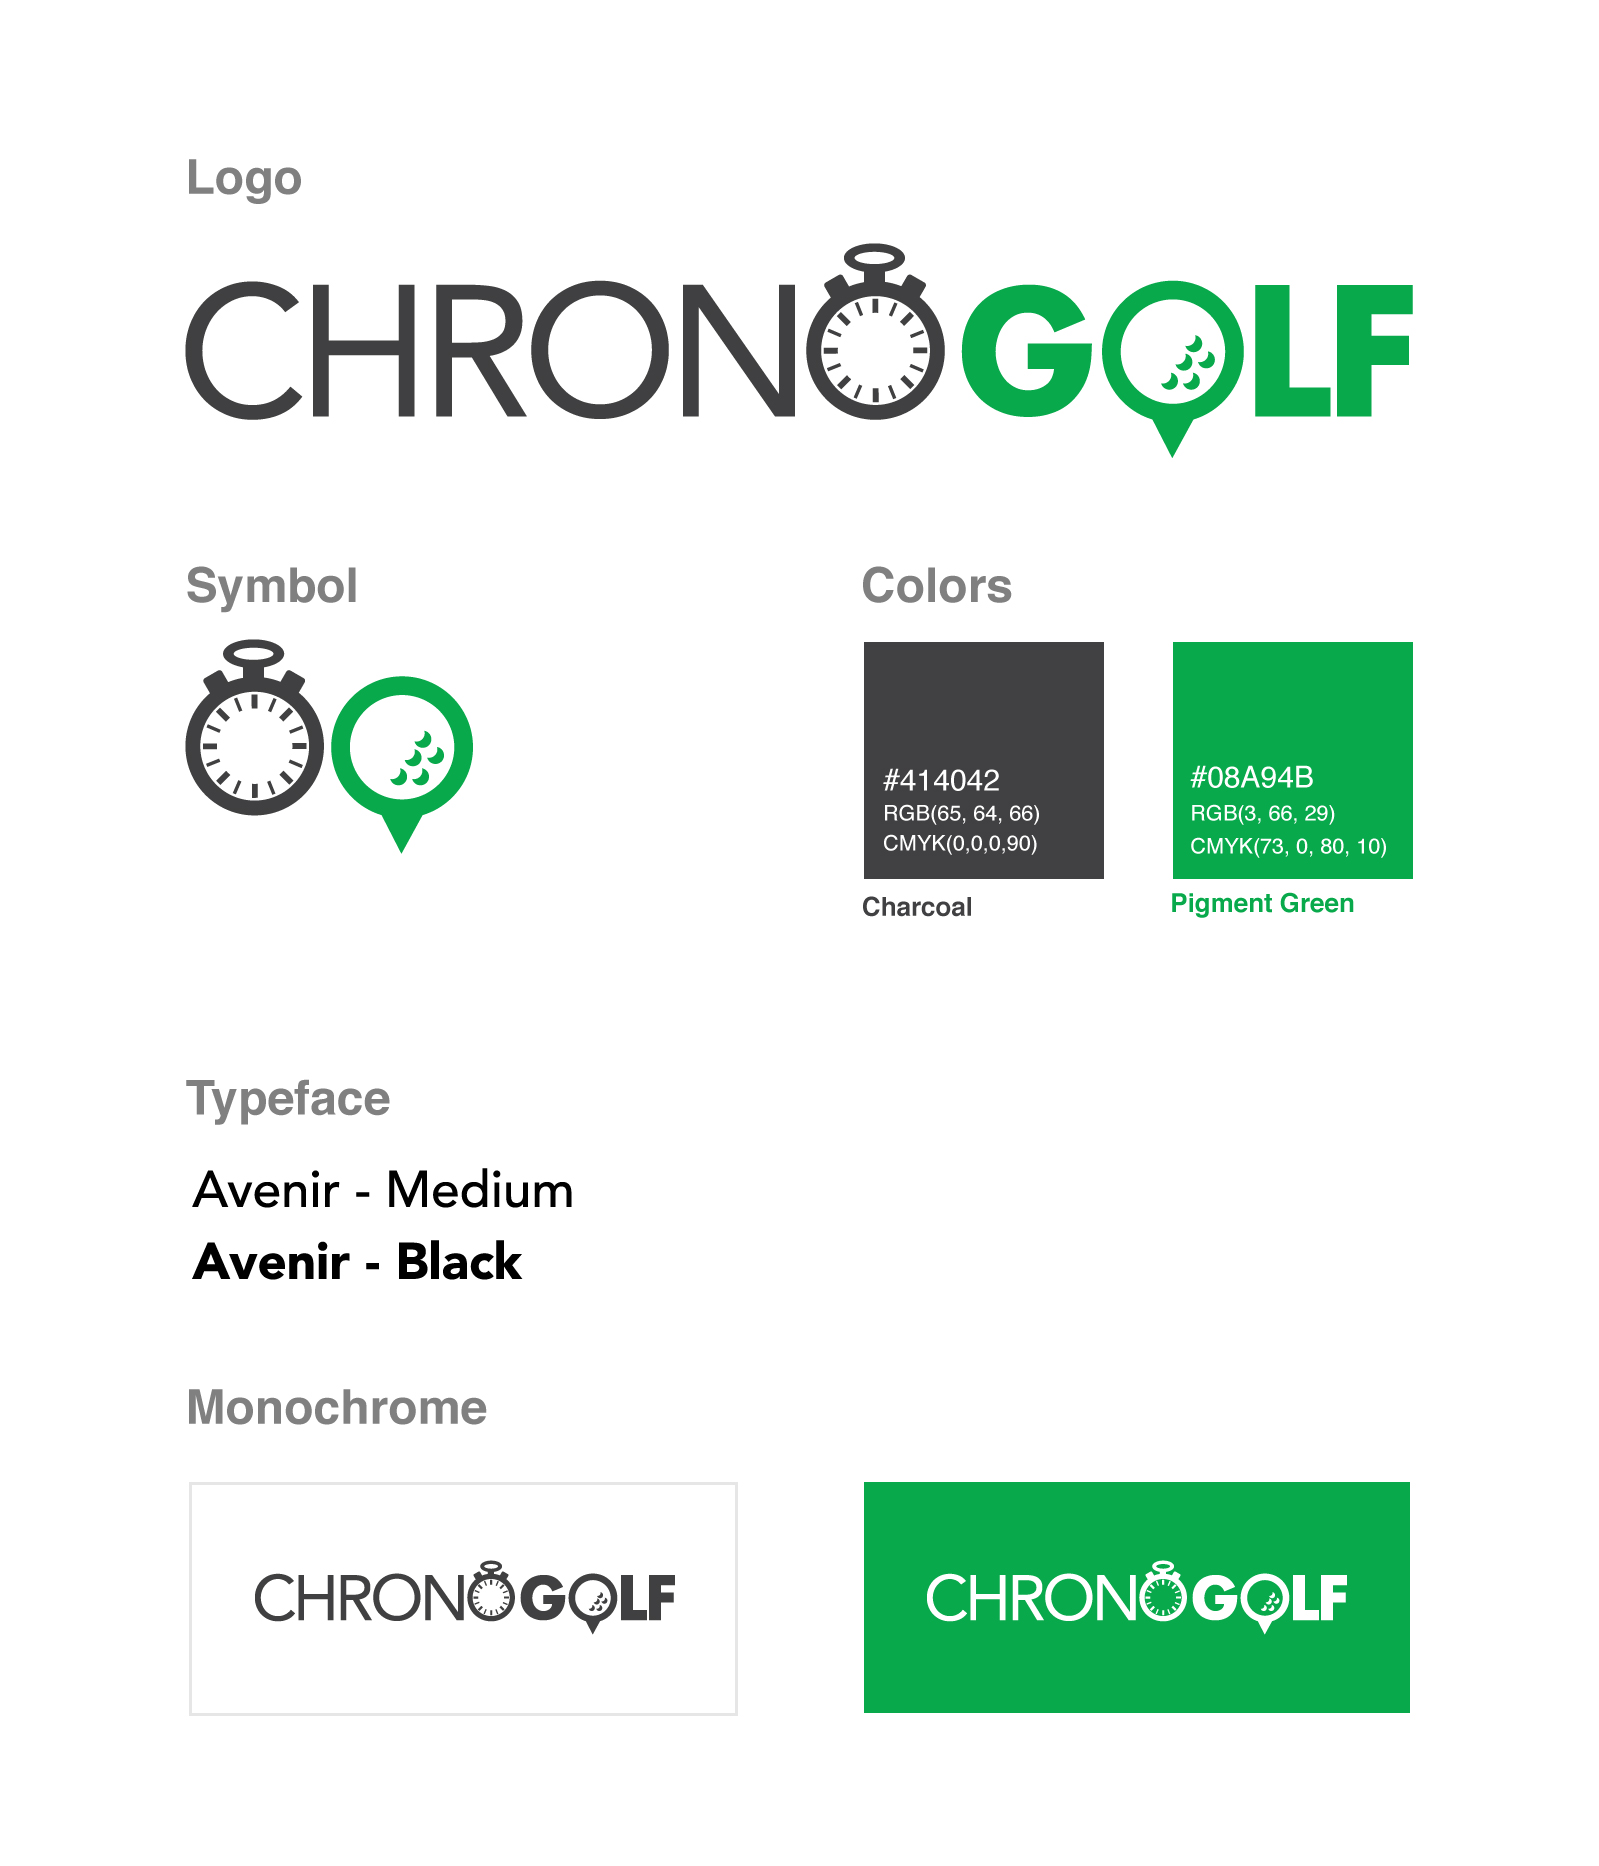 Logo
CHRONOGOLF
Symbol
Colors
#414042
RGB(65, 64, 66)
CMYK(0,0,0,90)
Charcoal
#08A94B
RGB(3, 66, 29)
CMYK(73, 0, 80, 10)
Pigment Green
Typeface
Avenir - Medium
Avenir - Black
Monochrome
CHRONOGOLF
CHRONOGOLF